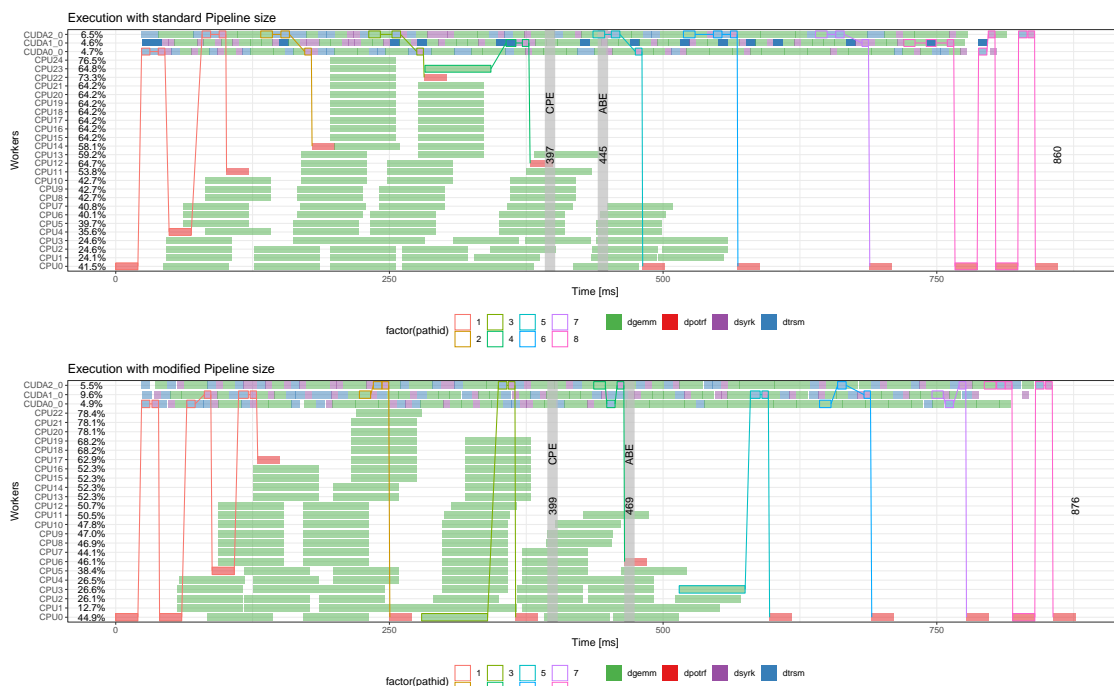 Execution with standard Pipeline size
CUDA2_0 6.5%
CUDA1_0 4.6%
CUDA0_0 4.7%
CPU24 76.5%
CPU23 64.8%
CPU22 73.3%
CPU21 64.2%
CPU20 64.2%
CPU19 64.2%
CPU18 64.2%
CPU17 64.2%
CPU16 64.2%
CPU15 64.2%
CPU14 58.1%
CPU13 59.2%
CPU12 64.7%
CPU11 53.8%
CPU10 42.7%
CPU9 42.7%
CPU8 42.7%
CPU7 40.8%
CPU6 40.1%
CPU5 39.7%
CPU4 35.6%
CPU3 24.6%
CPU2 24.6%
CPU1 24.1%
CPU0 41.5%
Workers
CPE
397
ABE
445
860
0 250 500 750
Time [ms]
factor(pathid)
1 3 5 7
2 4 6 8
dgemm dpotrf dsyrk dtrsm
Execution with modified Pipeline size
CUDA2_0 5.5%
CUDA1_0 9.6%
CUDA0_0 4.9%
CPU22 78.4%
CPU21 78.1%
CPU20 78.1%
CPU19 68.2%
CPU18 68.2%
CPU17 62.9%
CPU16 52.3%
CPU15 52.3%
CPU14 52.3%
CPU13 52.3%
CPU12 50.7%
CPU11 50.5%
CPU10 47.8%
CPU9 47.0%
CPU8 46.9%
CPU7 44.1%
CPU6 46.1%
CPU5 38.4%
CPU4 26.5%
CPU3 26.6%
CPU2 26.1%
CPU1 12.7%
CPU0 44.9%
Workers
CPE
399
ABE
469
876
0 250 500 750
Time [ms]
factor(pathid)
1 3 5 7
dgemm dpotrf dsyrk dtrsm